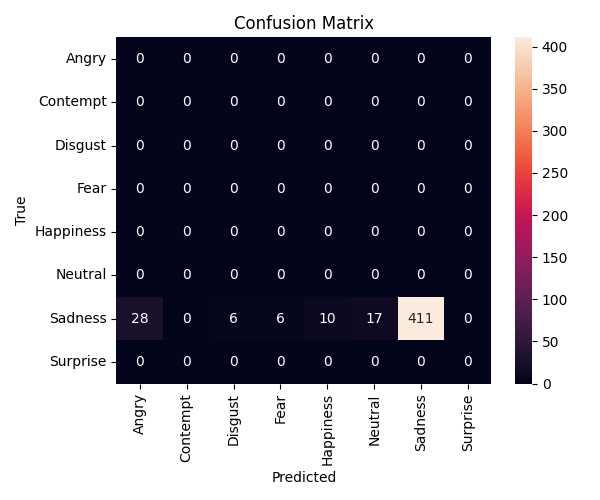 Confusion Matrix
True
Angry 0 0 0 0 0 0 0 0
Contempt 0 0 0 0 0 0 0 0
Disgust 0 0 0 0 0 0 0 0
Fear 0 0 0 0 0 0 0 0
Happiness 0 0 0 0 0 0 0 0
Neutral 0 0 0 0 0 0 0 0
Sadness 28 0 6 6 10 17 411 0
Surprise 0 0 0 0 0 0 0 0
Angry Contempt Disgust Fear Happiness Neutral Sadness Surprise
Predicted
400
350
300
250
200
150
100
50
0